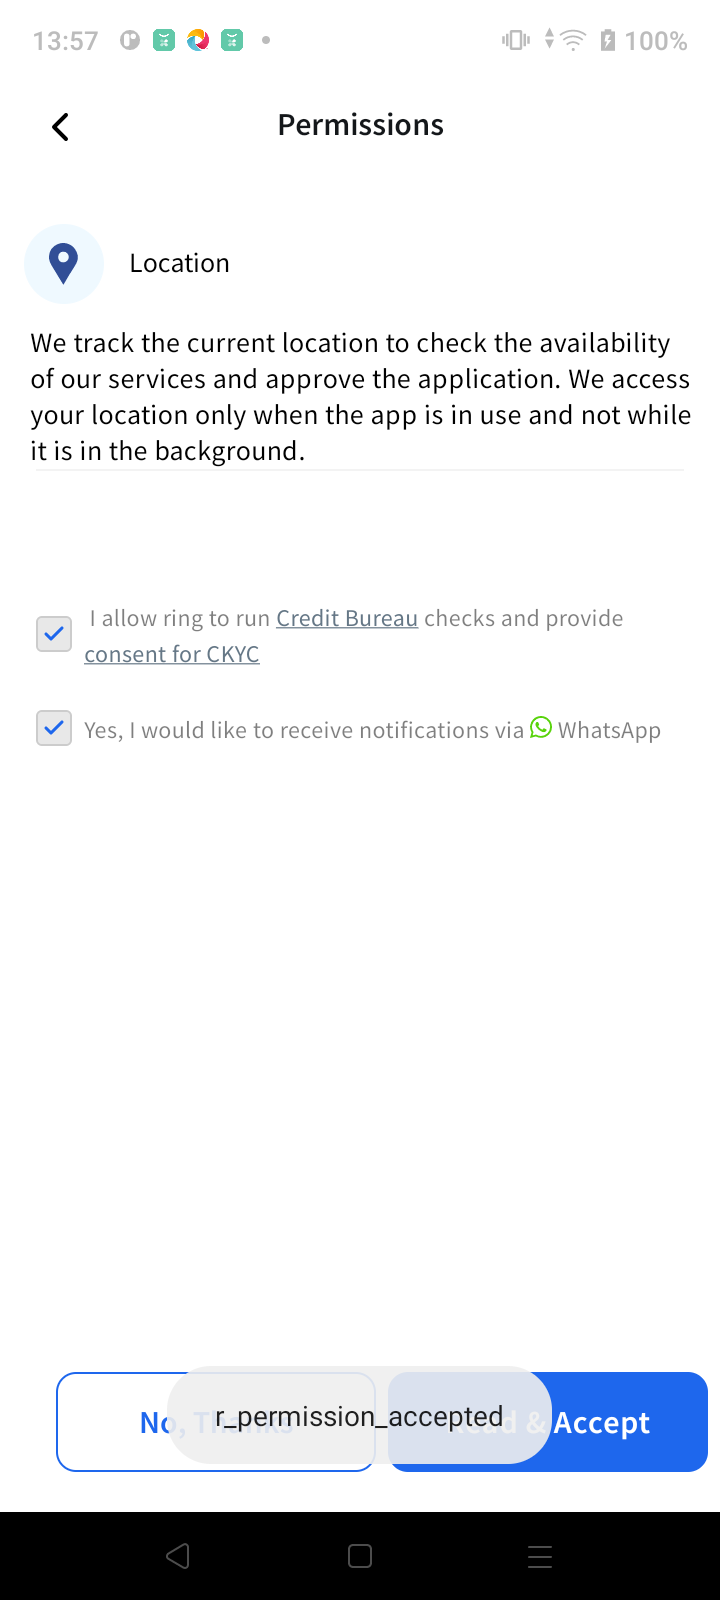 13:57
100%
Permissions
Location
We track the current location to check the availability
of our services and approve the application. We access
your location only when the app is in use and not while
it is in the background.
I allow ring to run Credit Bureau checks and provide
consent for CKYC
Yes, I would like to receive notifications via WhatsApp
No, Thanks
Read & Accept
r_permission_accepted